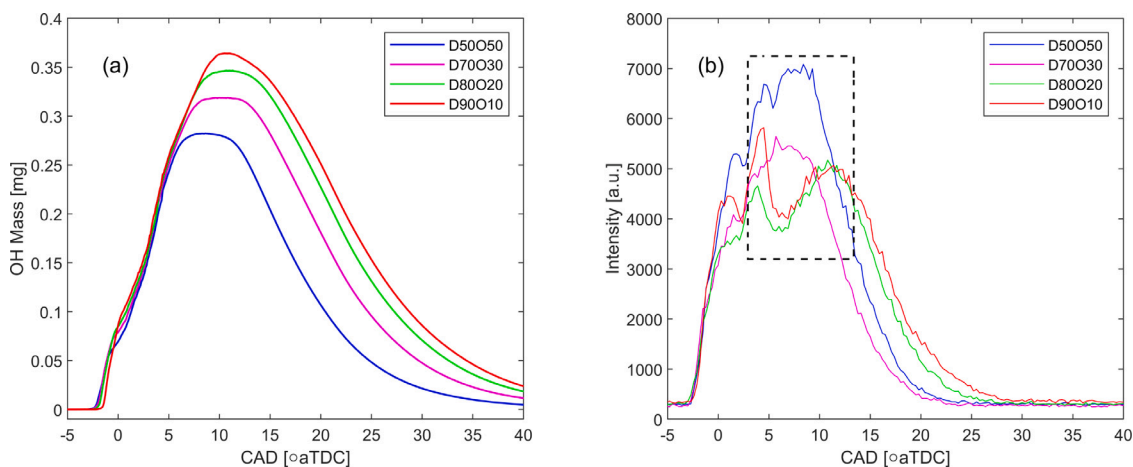 (a)
D50O50
D70O30
D80O20
D90O10
OH Mass [mg]
0.4
0.35
0.3
0.25
0.2
0.15
0.1
0.05
0
-5 0 5 10 15 20 25 30 35 40
CAD [○aTDC]
(b)
D50O50
D70O30
D80O20
D90O10
Intensity [a.u.]
8000
7000
6000
5000
4000
3000
2000
1000
0
-5 0 5 10 15 20 25 30 35 40
CAD [○aTDC]